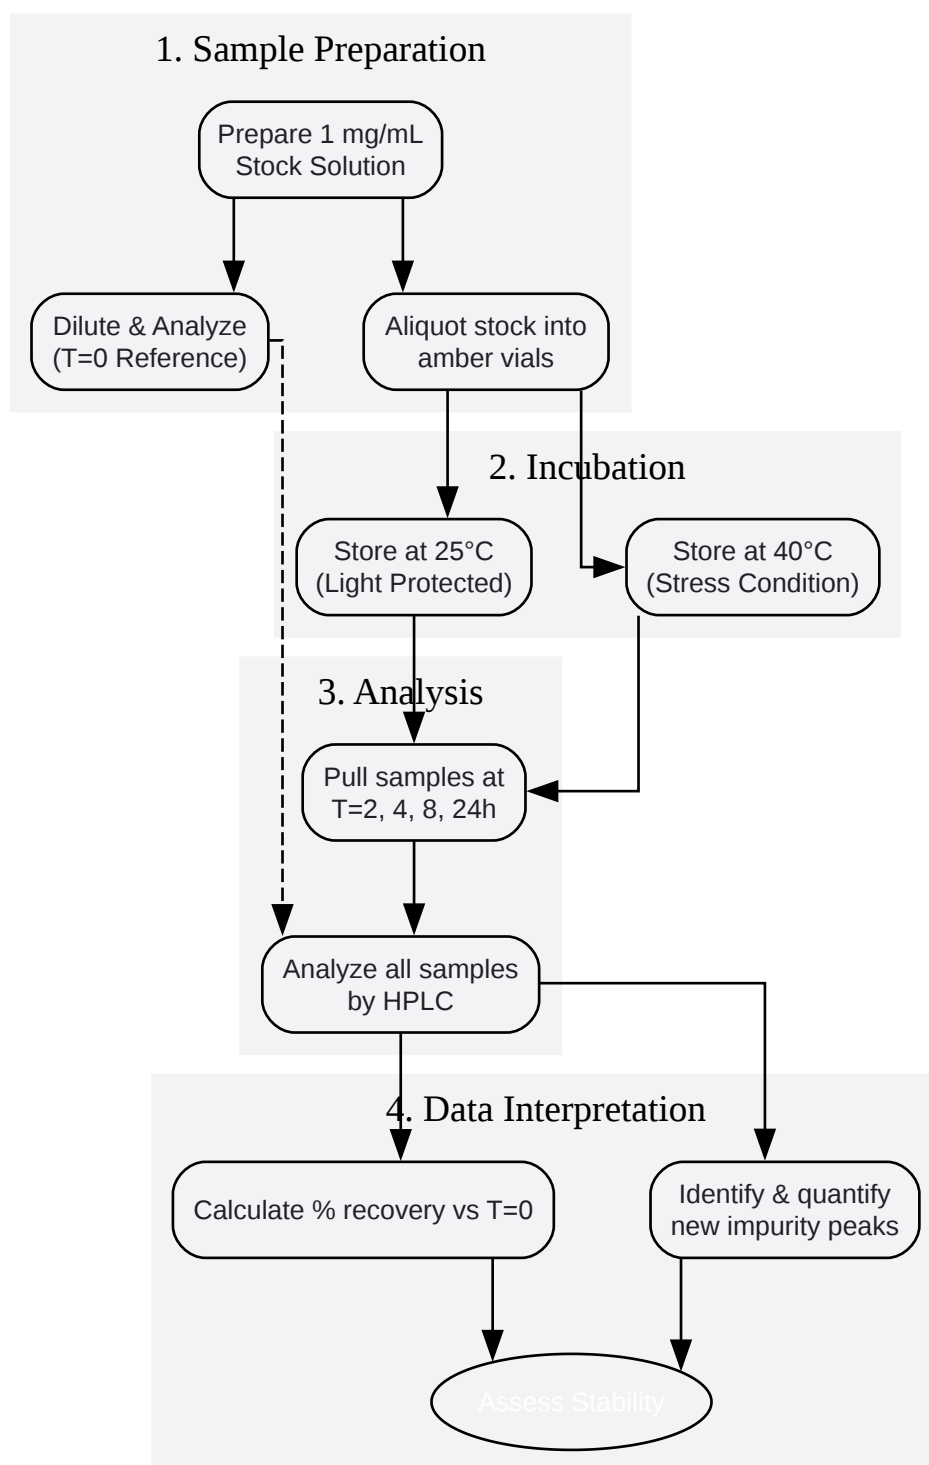 1. Sample Preparation
Prepare 1 mg/mL
Stock Solution
Dilute & Analyze
(T=0 Reference)
Aliquot stock into
amber vials
2. Incubation
Store at 25°C
(Light Protected)
Store at 40°C
(Stress Condition)
3. Analysis
Pull samples at
T=2, 4, 8, 24h
Analyze all samples
by HPLC
4. Data Interpretation
Calculate % recovery vs T=0
Identify & quantify
new impurity peaks
Assess Stability